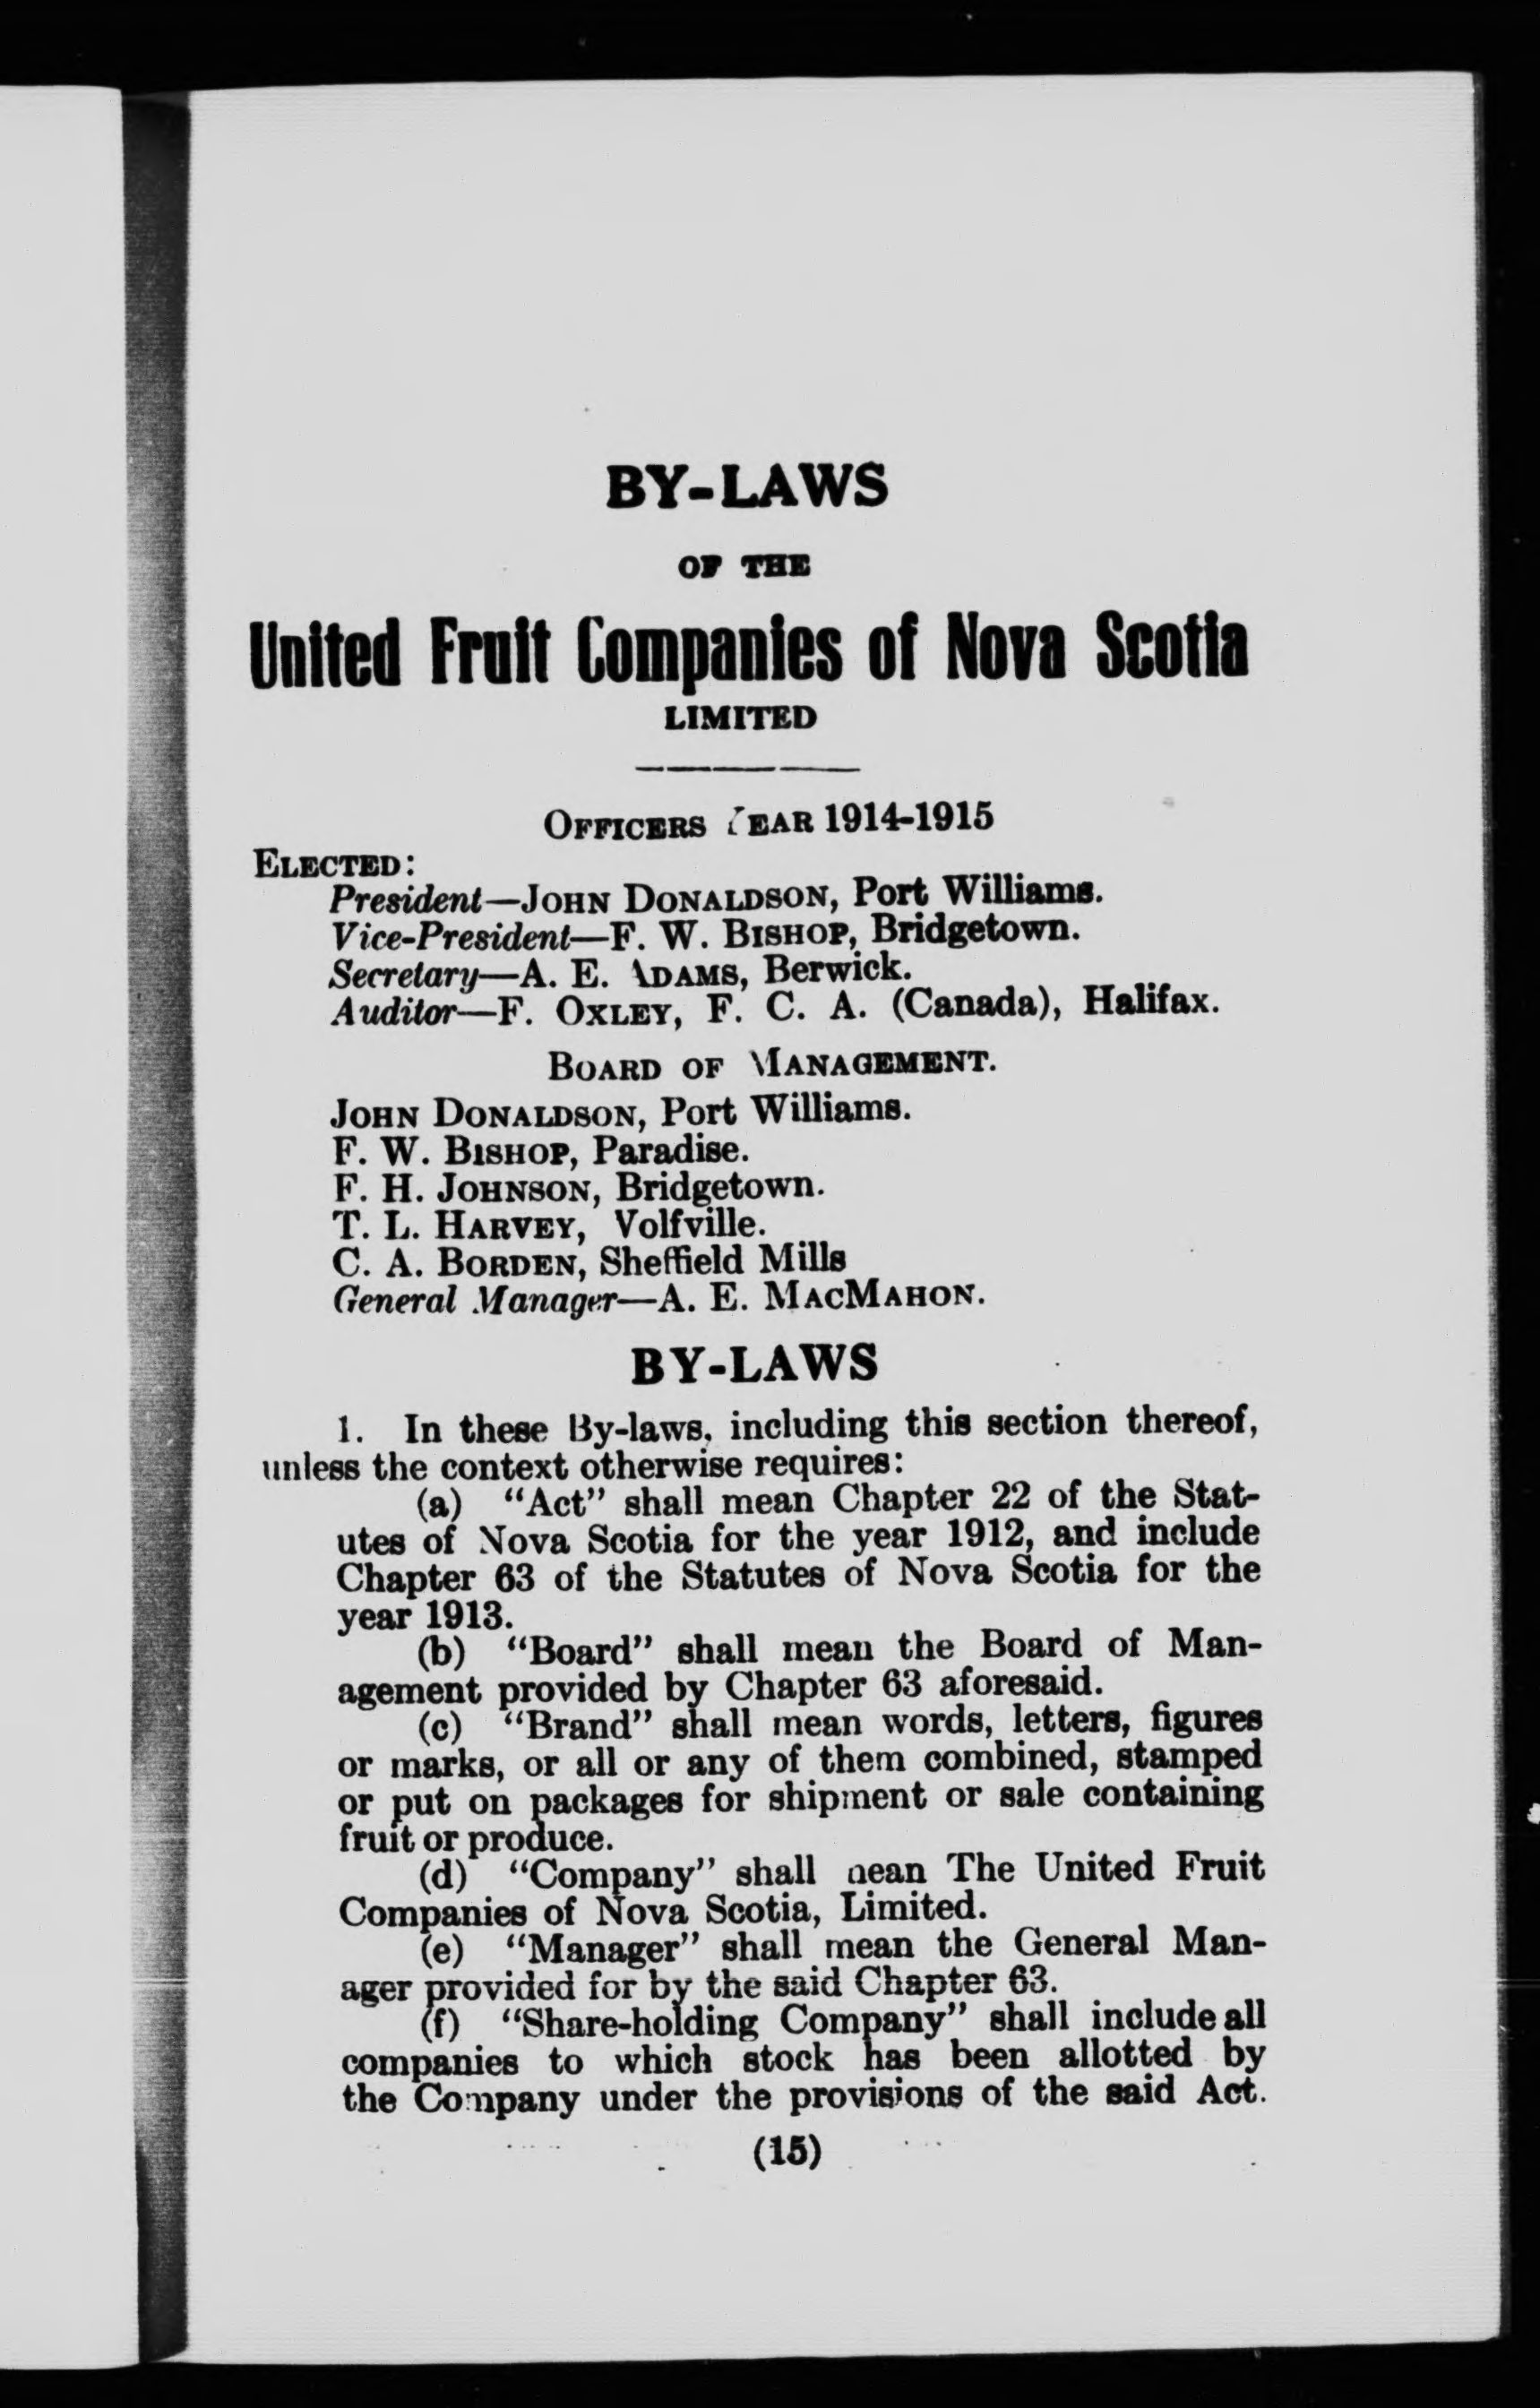 BY-LAWS
OF THE
United Fruit Companies of Nova Scotia
LIMITED
OFFICERS YEAR 1914-1915
ELECTED:
President—JOHN DONALDSON, Port Williams.
Vice-President—F. W. BISHOP, Bridgetown.
Secretary—A. E. ADAMS, Berwick.
Auditor—F. OXLEY, F. C. A. (Canada), Halifax.
BOARD OF MANAGEMENT.
JOHN DONALDSON, Port Williams.
F. W. BISHOP, Paradise.
F. H. JOHNSON, Bridgetown.
T. L. HARVEY, Volfville.
C. A. BORDEN, Sheffield Mills
General Manager—A. E. MACMAHON.
BY-LAWS
1. In these By-laws, including this section thereof,
unless the context otherwise requires:
(a) "Act" shall mean Chapter 22 of the Stat-
utes of Nova Scotia for the year 1912, and include
Chapter 63 of the Statutes of Nova Scotia for the
year 1913.
(b) "Board" shall mean the Board of Man-
agement provided by Chapter 63 aforesaid.
(c) "Brand" shall mean words, letters, figures
or marks, or all or any of them combined, stamped
or put on packages for shipment or sale containing
fruit or produce.
(d) "Company" shall mean The United Fruit
Companies of Nova Scotia, Limited.
(e) "Manager" shall mean the General Man-
ager provided for by the said Chapter 63.
(f) "Share-holding Company" shall include all
companies to which stock has been allotted by
the Company under the provisions of the said Act.
(15)